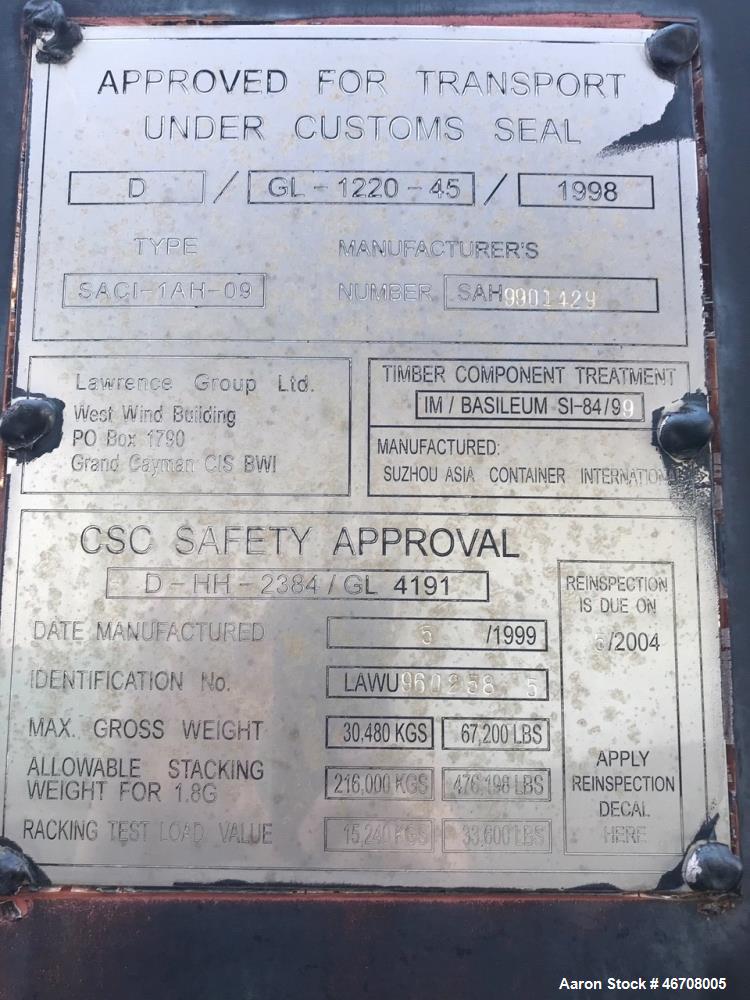 APPROVED FOR TRANSPORT
UNDER CUSTOMS SEAL
D / GL - 1220 - 45 / 1998
TYPE
SACI-1AH-09
MANUFACTURER'S
NUMBER. SAH9901429
Lawrence Group Ltd.
West Wind Building
PO Box 1790
Grand Cayman CIS BWI
TIMBER COMPONENT TREATMENT
IM / BASILEUM SI-84/99
MANUFACTURED:
SUZHOU ASIA CONTAINER INTERNATIONAL
CSC SAFETY APPROVAL
D - HH - 2384 / GL 4191
DATE MANUFACTURED 5 /1999
IDENTIFICATION No. LAWU960258 5
MAX. GROSS WEIGHT 30,480 KGS 67,200 LBS
ALLOWABLE STACKING
WEIGHT FOR 1.8G 216,000 KGS 476,198 LBS
RACKING TEST LOAD VALUE 15,240 KGS 33,600 LBS
REINSPECTION
IS DUE ON
5/2004
APPLY
REINSPECTION
DECAL
HERE
Aaron Stock # 46708005